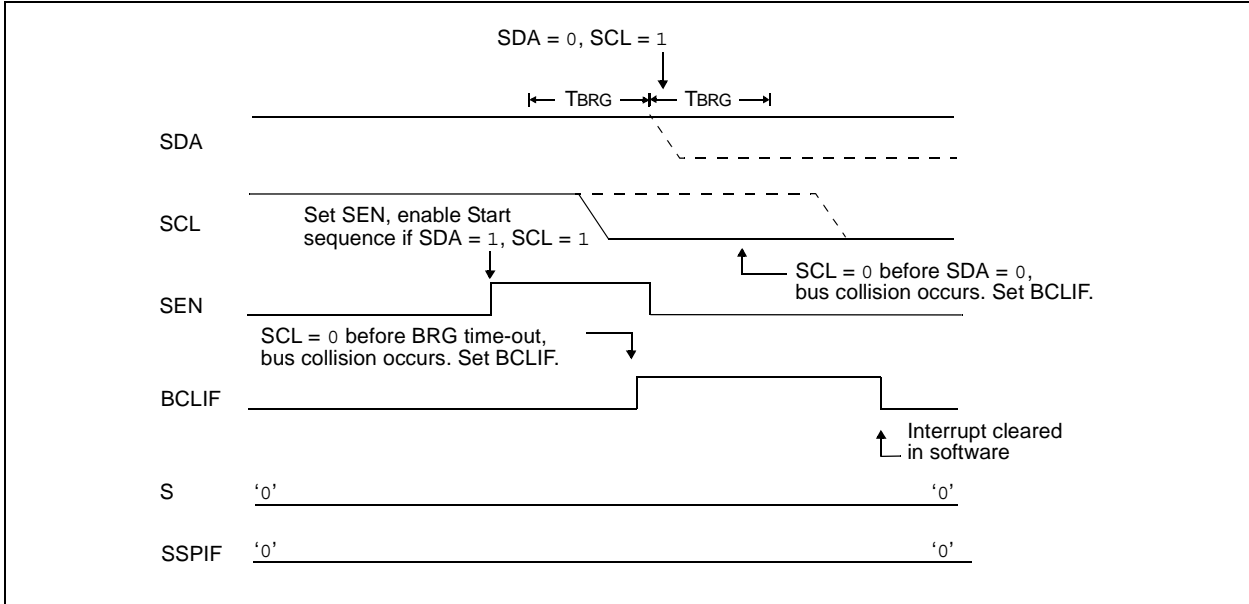 SDA = 0, SCL = 1
TBRG TBRG
SDA
SCL
Set SEN, enable Start
sequence if SDA = 1, SCL = 1
SCL = 0 before SDA = 0,
bus collision occurs. Set BCLIF.
SEN
SCL = 0 before BRG time-out,
bus collision occurs. Set BCLIF.
BCLIF
Interrupt cleared
in software
S ‘0’ ‘0’
SSPIF ‘0’ ‘0’